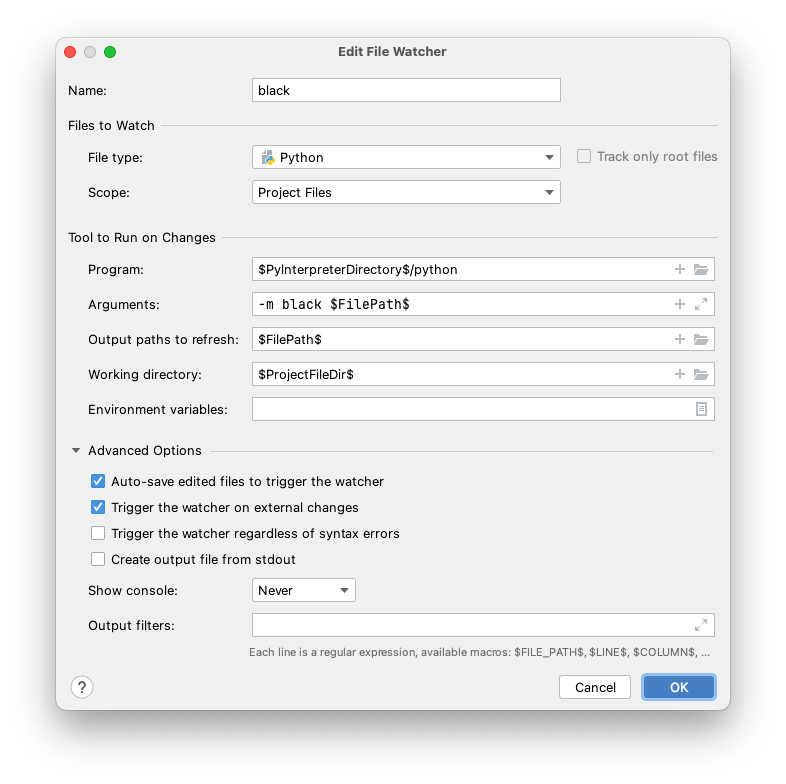 Edit File Watcher
Name: black
Files to Watch
File type: Python Track only root files
Scope: Project Files
Tool to Run on Changes
Program: $PyInterpreterDirectory$/python
Arguments: -m black $FilePath$
Output paths to refresh: $FilePath$
Working directory: $ProjectFileDir$
Environment variables:
Advanced Options
Auto-save edited files to trigger the watcher
Trigger the watcher on external changes
Trigger the watcher regardless of syntax errors
Create output file from stdout
Show console: Never
Output filters:
Each line is a regular expression, available macros: $FILE_PATH$, $LINE$, $COLUMN$, ...
? Cancel OK